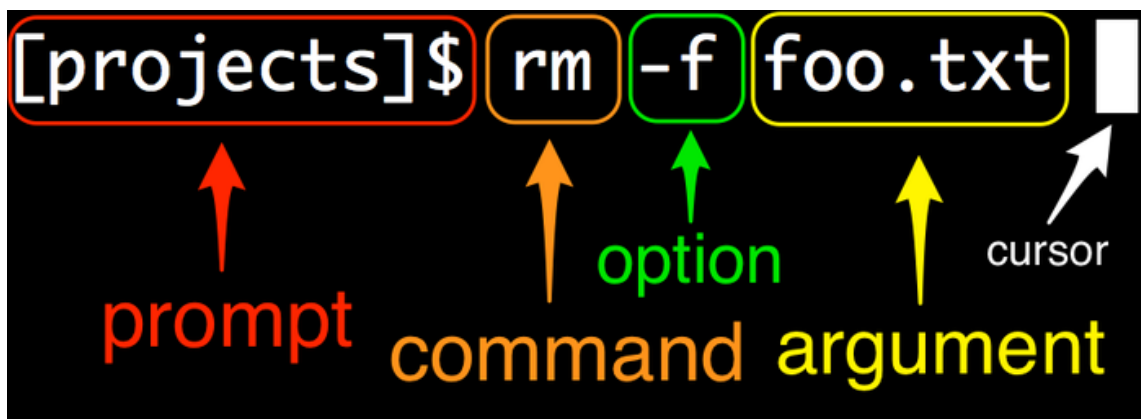 [projects]$ rm -f foo.txt
prompt
command
option
argument
cursor